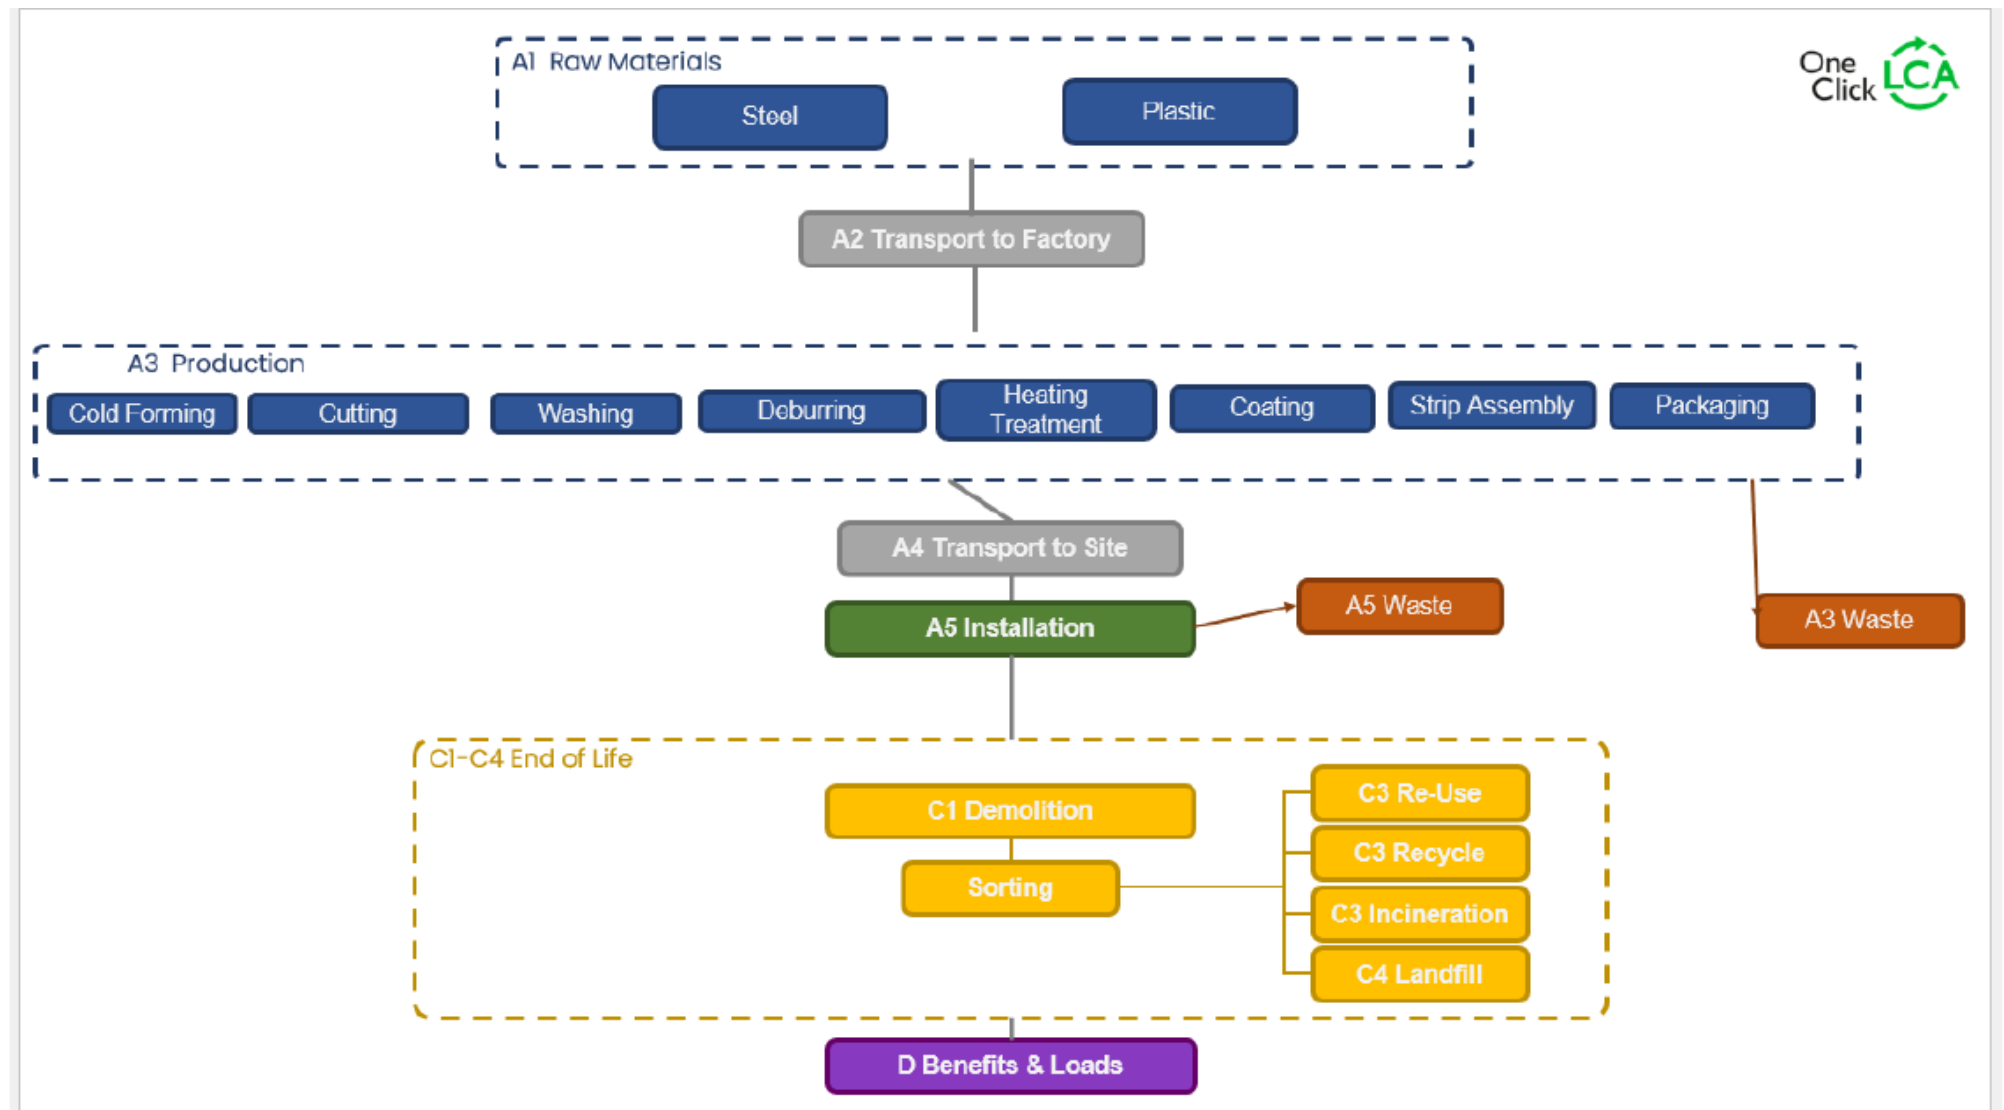 A1 Raw Materials
One
Click LCA
Steel
Plastic
A2 Transport to Factory
A3 Production
Cold Forming
Cutting
Washing
Deburring
Heating
Treatment
Coating
Strip Assembly
Packaging
A4 Transport to Site
A5 Installation
A5 Waste
A3 Waste
C1-C4 End of Life
C1 Demolition
Sorting
C3 Re-Use
C3 Recycle
C3 Incineration
C4 Landfill
D Benefits & Loads